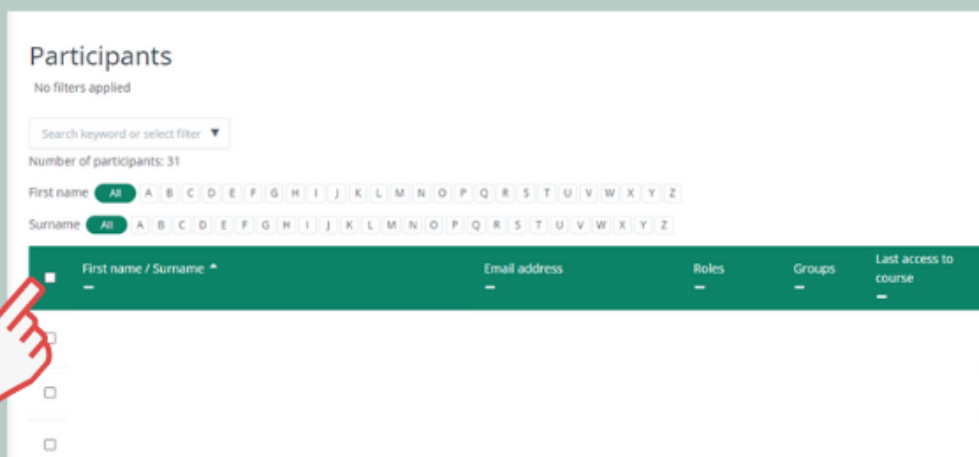 Participants
No filters applied
Search keyword or select filter ▼
Number of participants: 31
First name All A B C D E F G H I J K L M N O P Q R S T U V W X Y Z
Surname All A B C D E F G H I J K L M N O P Q R S T U V W X Y Z
First name / Surname Email address Roles Groups Last access to
course